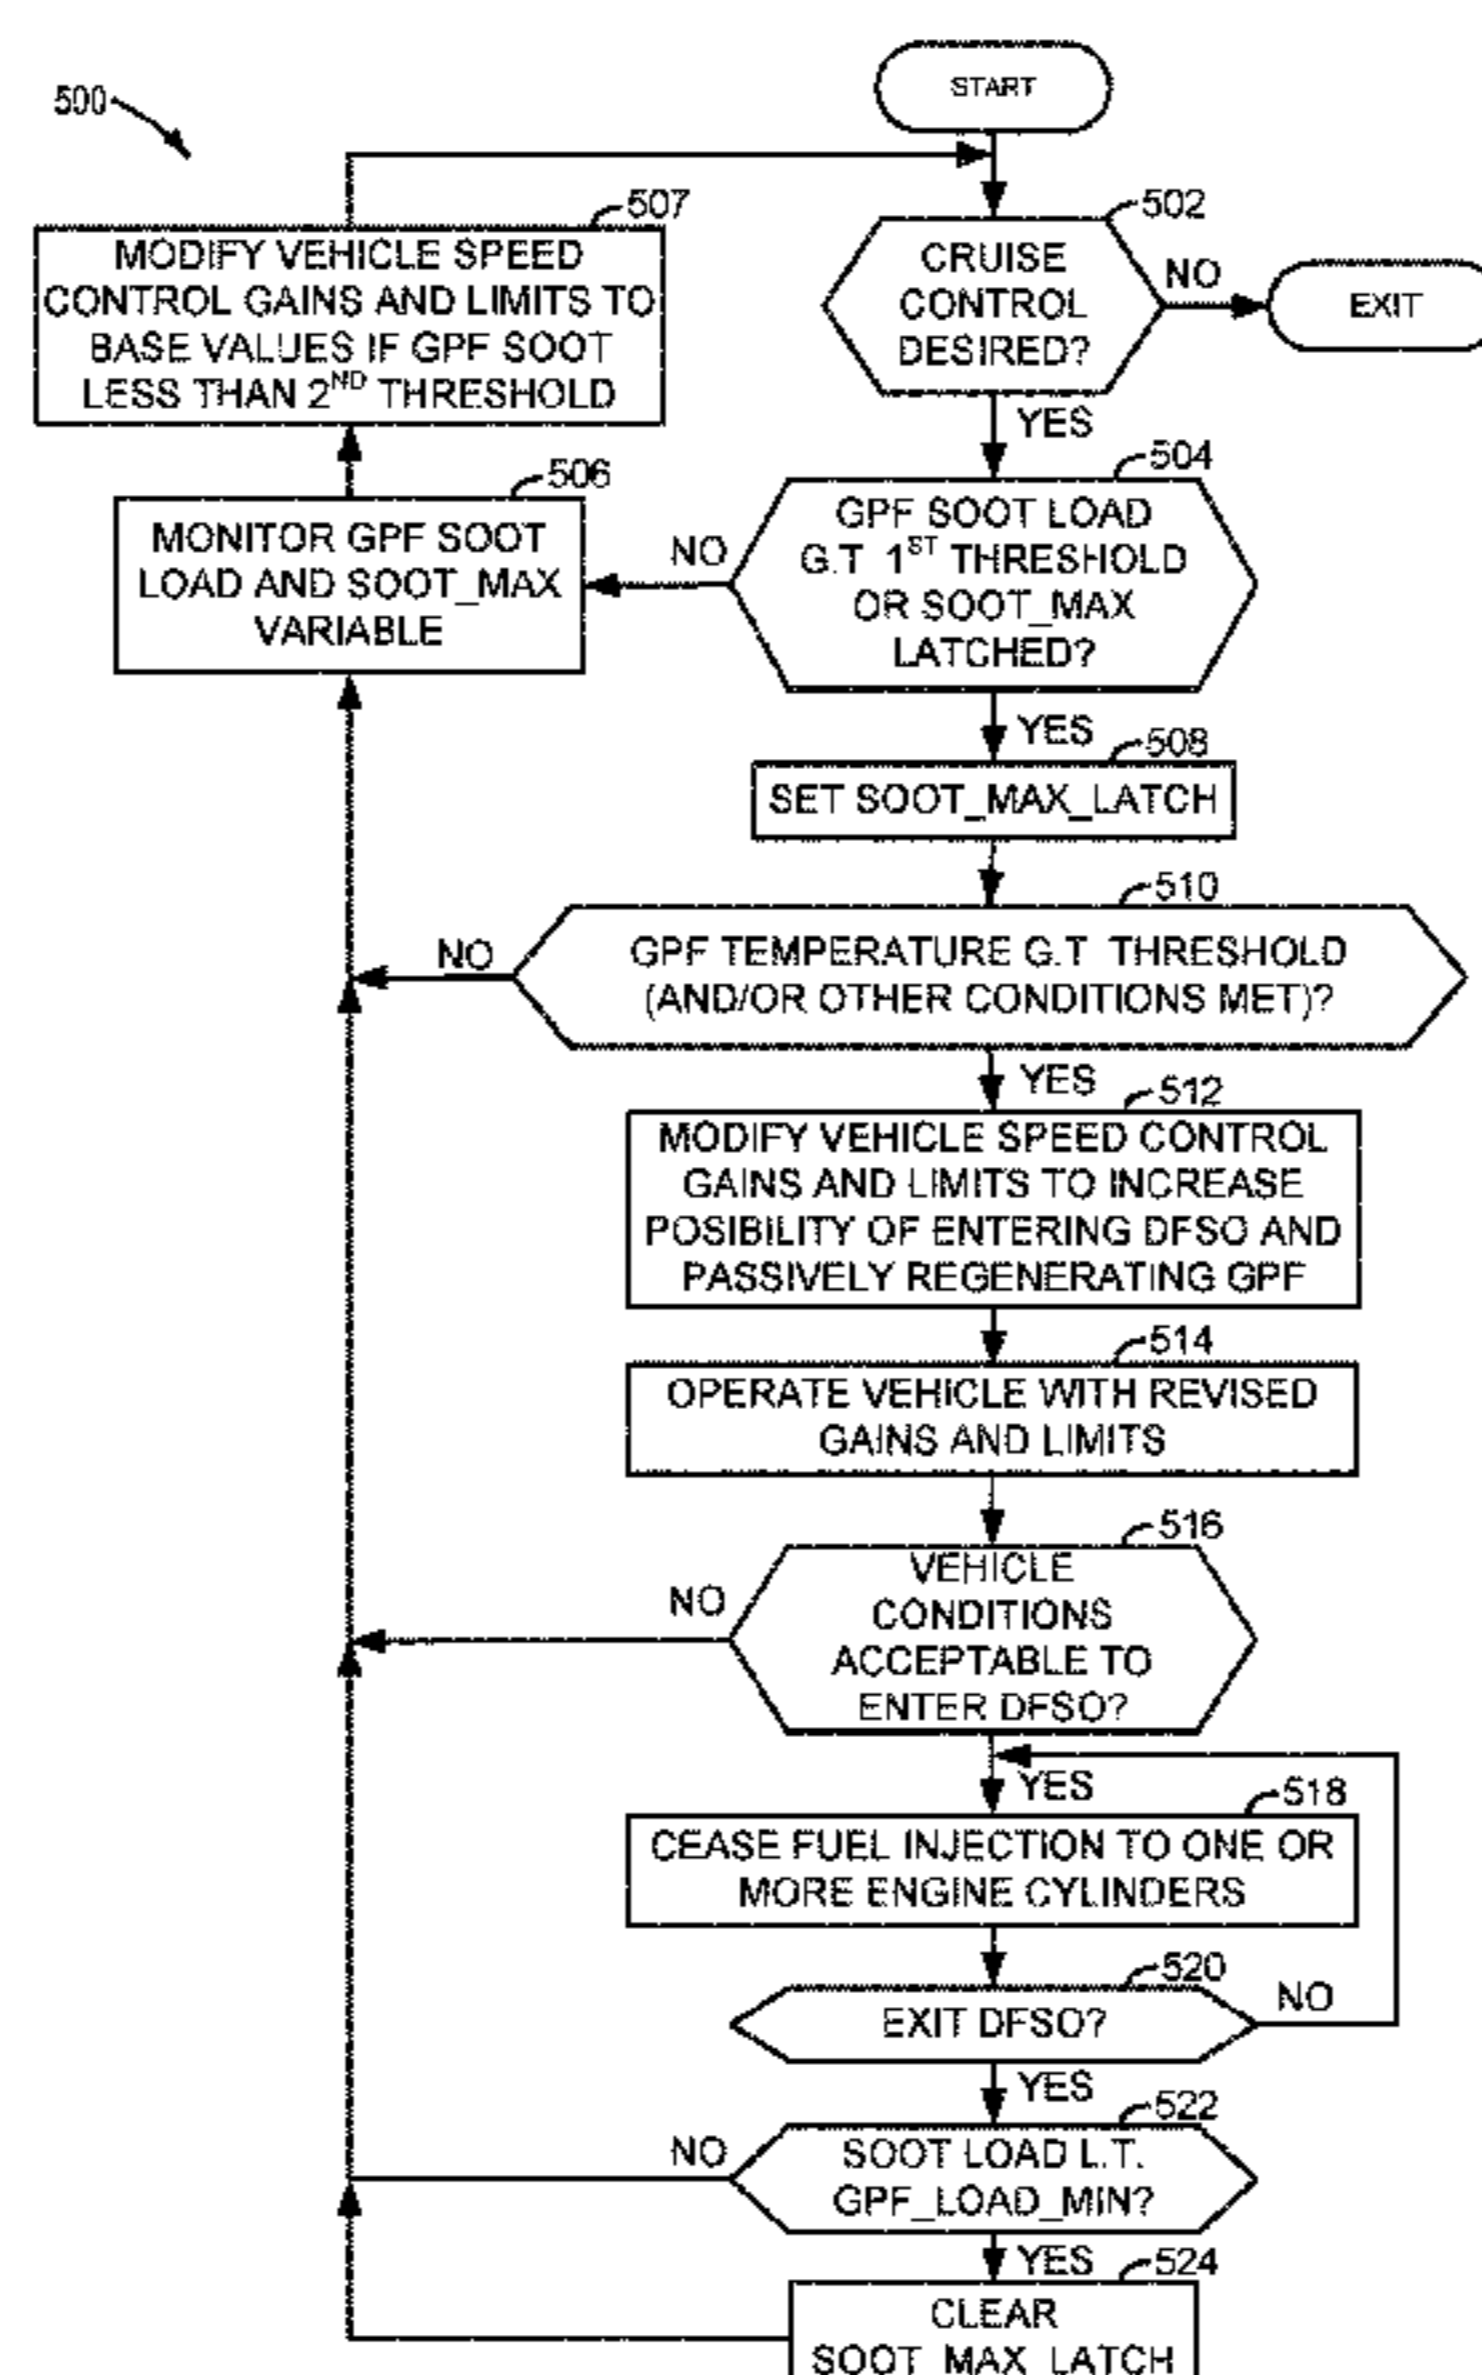 START
500
507
MODIFY VEHICLE SPEED
CONTROL GAINS AND LIMITS TO
BASE VALUES IF GPF SOOT
LESS THAN 2ND THRESHOLD
502
CRUISE
CONTROL
DESIRED?
NO
EXIT
YES
504
GPF SOOT LOAD
G.T 1ST THRESHOLD
OR SOOT_MAX
LATCHED?
NO
506
MONITOR GPF SOOT
LOAD AND SOOT_MAX
VARIABLE
YES
508
SET SOOT_MAX_LATCH
510
GPF TEMPERATURE G.T THRESHOLD
(AND/OR OTHER CONDITIONS MET)?
NO
YES
512
MODIFY VEHICLE SPEED CONTROL
GAINS AND LIMITS TO INCREASE
POSIBILITY OF ENTERING DFSO AND
PASSIVELY REGENERATING GPF
514
OPERATE VEHICLE WITH REVISED
GAINS AND LIMITS
516
VEHICLE
CONDITIONS
ACCEPTABLE TO
ENTER DFSO?
NO
YES
518
CEASE FUEL INJECTION TO ONE OR
MORE ENGINE CYLINDERS
520
EXIT DFSO?
NO
YES
522
SOOT LOAD L.T.
GPF_LOAD_MIN?
NO
YES
524
CLEAR
SOOT_MAX_LATCH